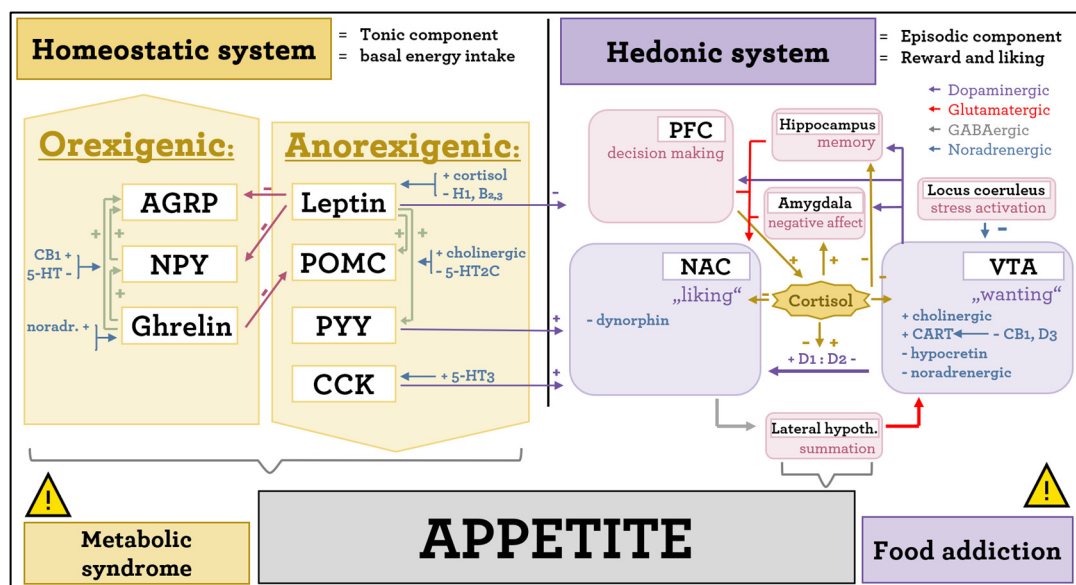 Homeostatic system
= Tonic component
= basal energy intake
Hedonic system
= Episodic component
= Reward and liking
Dopaminergic
Glutamatergic
GABAergic
Noradrenergic
Orexigenic:
AGRP
NPY
Ghrelin
CB1 +
5-HT -
noradr. +
+
+
+
+
Anorexigenic:
Leptin
POMC
PYY
CCK
+ cortisol
- H1, B2,3
+ cholinergic
- 5-HT2C
+ 5-HT3
+
+
-
-
-
-
+
+
PFC
decision making
Hippocampus
memory
Amygdala
negative affect
Locus coeruleus
stress activation
-
NAC
„liking“
- dynorphin
Cortisol
+
+
-
-
-
-
+
- +
+ D1 : D2 -
VTA
„wanting“
+ cholinergic
+ CART - CB1, D3
- hypocretin
- noradrenergic
Lateral hypoth.
summation
!
!
Metabolic
syndrome
APPETITE
Food addiction